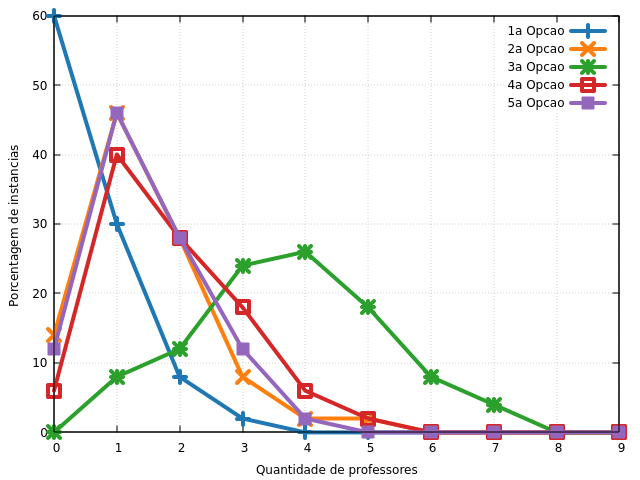 60
50
40
30
20
10
0
0 1 2 3 4 5 6 7 8 9
Porcentagem de instancias
Quantidade de professores
1a Opcao
2a Opcao
3a Opcao
4a Opcao
5a Opcao